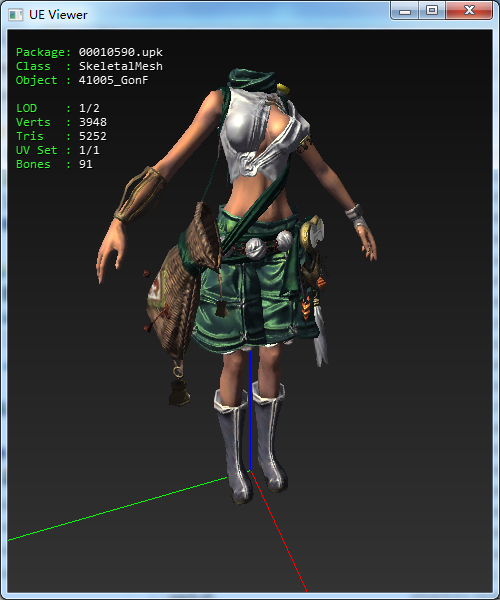 UE Viewer
Package: 00010590.upk
Class : SkeletalMesh
Object : 41005_GonF
LOD : 1/2
Verts : 3948
Tris : 5252
UV Set : 1/1
Bones : 91